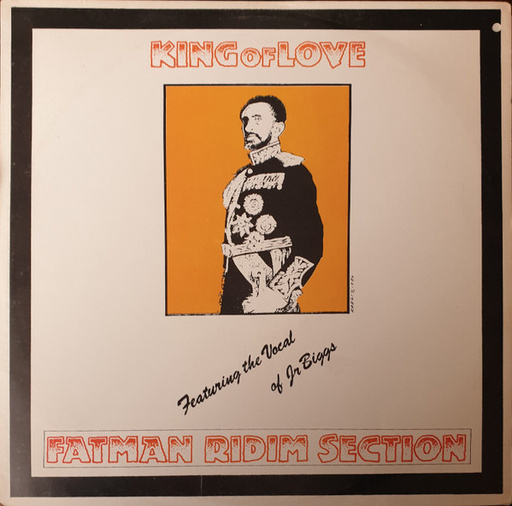 KING OF LOVE
Featuring the Vocal
of Jr Biggs
FATMAN RIDIM SECTION